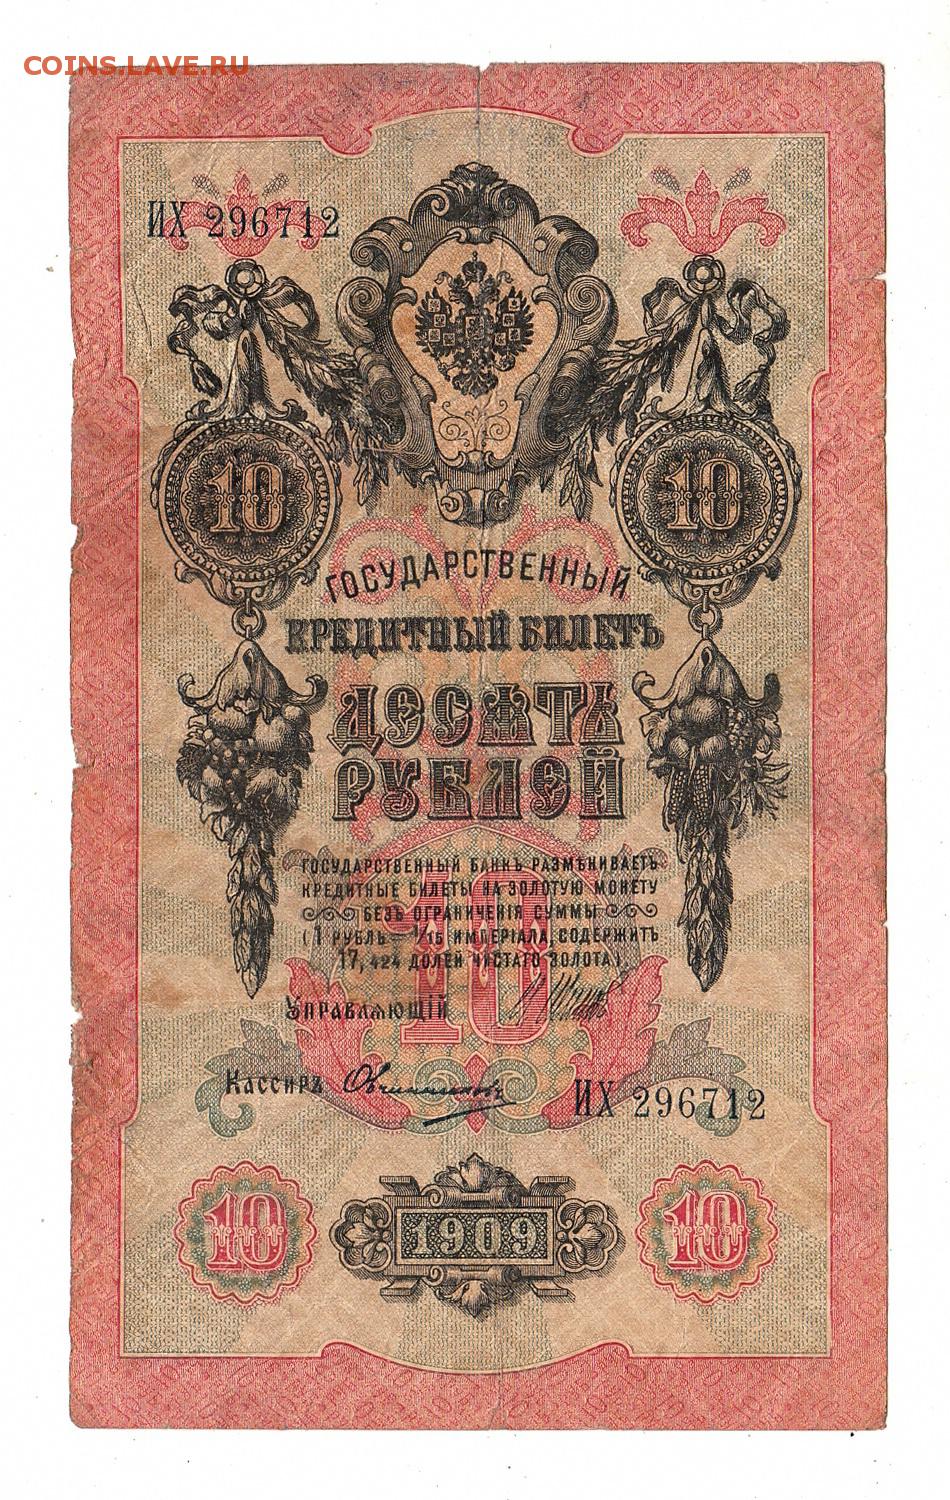 COINS.LAVE.RU
ИХ 296712
10 10
ГОСУДАРСТВЕННЫЙ
КРЕДИТНЫЙ БИЛЕТЪ
ДЕСЯТЬ
РУБЛЕЙ
ГОСУДАРСТВЕННЫЙ БАНКЪ РАЗМѢНИВАЕТЪ
КРЕДИТНЫЕ БИЛЕТЫ НА ЗОЛОТУЮ МОНЕТУ
БЕЗЪ ОГРАНИЧЕНІЯ СУММЫ
(1 РУБЛЬ = 1/15 ИМПЕРІАЛА, СОДЕРЖИТЪ
17,424 ДОЛЕЙ ЧИСТАГО ЗОЛОТА).
10
УПРАВЛЯЮЩІЙ
КАССИРЪ Овчинниковъ
ИХ 296712
10 1909 10